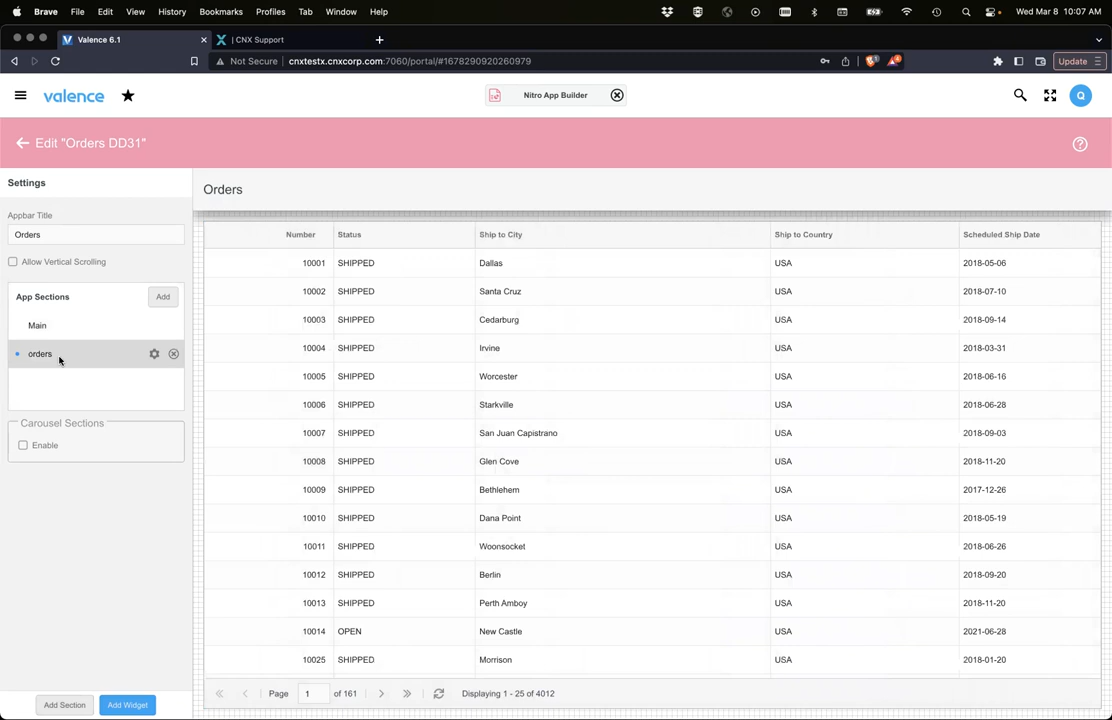 Brave File Edit View History Bookmarks Profiles Tab Window Help Wed Mar 8 10:07 AM
Valence 6.1 | CNX Support
Not Secure cnxtestx.cnxcorp.com:7060/portal/#1678290920260979 Update
valence Nitro App Builder Q
Edit "Orders DD31"
Settings
Orders
Appbar Title
Orders
Allow Vertical Scrolling
App Sections Add
Main
orders
Carousel Sections
Enable
Add Section Add Widget
Number Status Ship to City Ship to Country Scheduled Ship Date
10001 SHIPPED Dallas USA 2018-05-06
10002 SHIPPED Santa Cruz USA 2018-07-10
10003 SHIPPED Cedarburg USA 2018-09-14
10004 SHIPPED Irvine USA 2018-03-31
10005 SHIPPED Worcester USA 2018-06-16
10006 SHIPPED Starkville USA 2018-06-28
10007 SHIPPED San Juan Capistrano USA 2018-09-03
10008 SHIPPED Glen Cove USA 2018-11-20
10009 SHIPPED Bethlehem USA 2017-12-26
10010 SHIPPED Dana Point USA 2018-05-19
10011 SHIPPED Woonsocket USA 2018-06-26
10012 SHIPPED Berlin USA 2018-09-20
10013 SHIPPED Perth Amboy USA 2018-11-20
10014 OPEN New Castle USA 2021-06-28
10025 SHIPPED Morrison USA 2018-01-20
Page 1 of 161 Displaying 1 - 25 of 4012